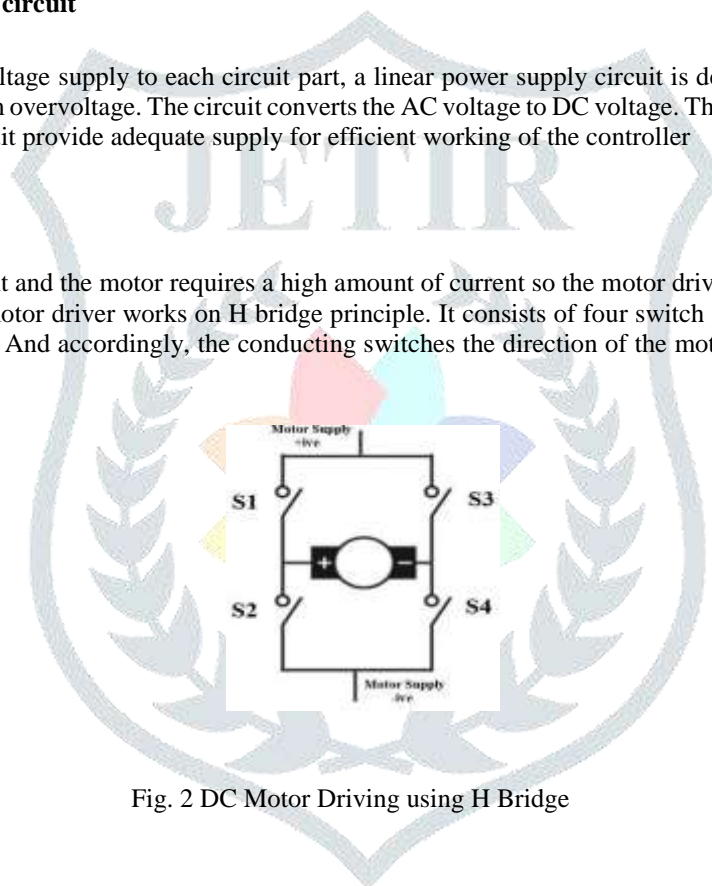 circuit
ltage supply to each circuit part, a linear power supply circuit is de
n overvoltage. The circuit converts the AC voltage to DC voltage. Th
uit provide adequate supply for efficient working of the controller
JETIR
it and the motor requires a high amount of current so the motor driv
notor driver works on H bridge principle. It consists of four switch
And accordingly, the conducting switches the direction of the mot
Motor Supply
+ive
S1
S3
+
−
S2
S4
Motor Supply
-ive
Fig. 2 DC Motor Driving using H Bridge